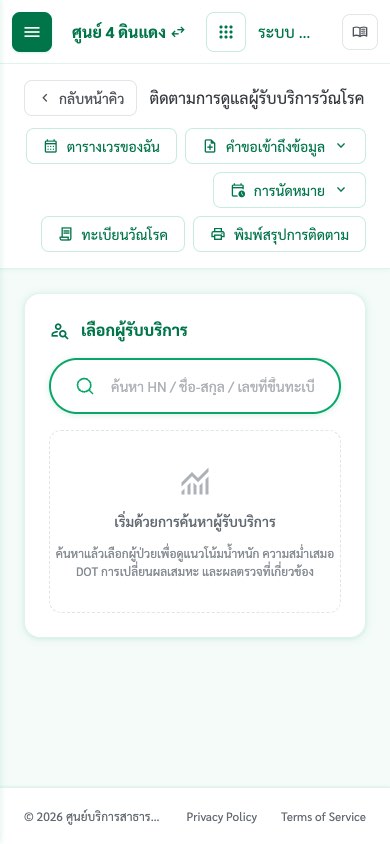 ศูนย์ 4 ดินแดง ระบบ ...
กลับหน้าคิว ติดตามการดูแลผู้รับบริการวัณโรค
ตารางเวรของฉัน คำขอเข้าถึงข้อมูล
การนัดหมาย
ทะเบียนวัณโรค พิมพ์สรุปการติดตาม
เลือกผู้รับบริการ
ค้นหา HN / ชื่อ-สกุล / เลขที่ขึ้นทะเบี
เริ่มด้วยการค้นหาผู้รับบริการ
ค้นหาแล้วเลือกผู้ป่วยเพื่อดูแนวโน้มน้ำหนัก ความสม่ำเสมอ
DOT การเปลี่ยนผลเสมหะ และผลตรวจที่เกี่ยวข้อง
© 2026 ศูนย์บริการสาธาร... Privacy Policy Terms of Service